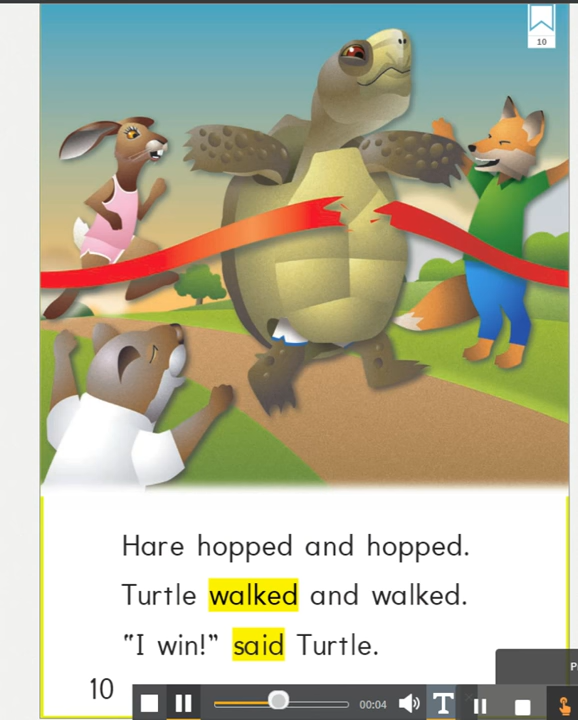 10
Hare hopped and hopped.
Turtle walked and walked.
"I win!" said Turtle.
10
00:04
T